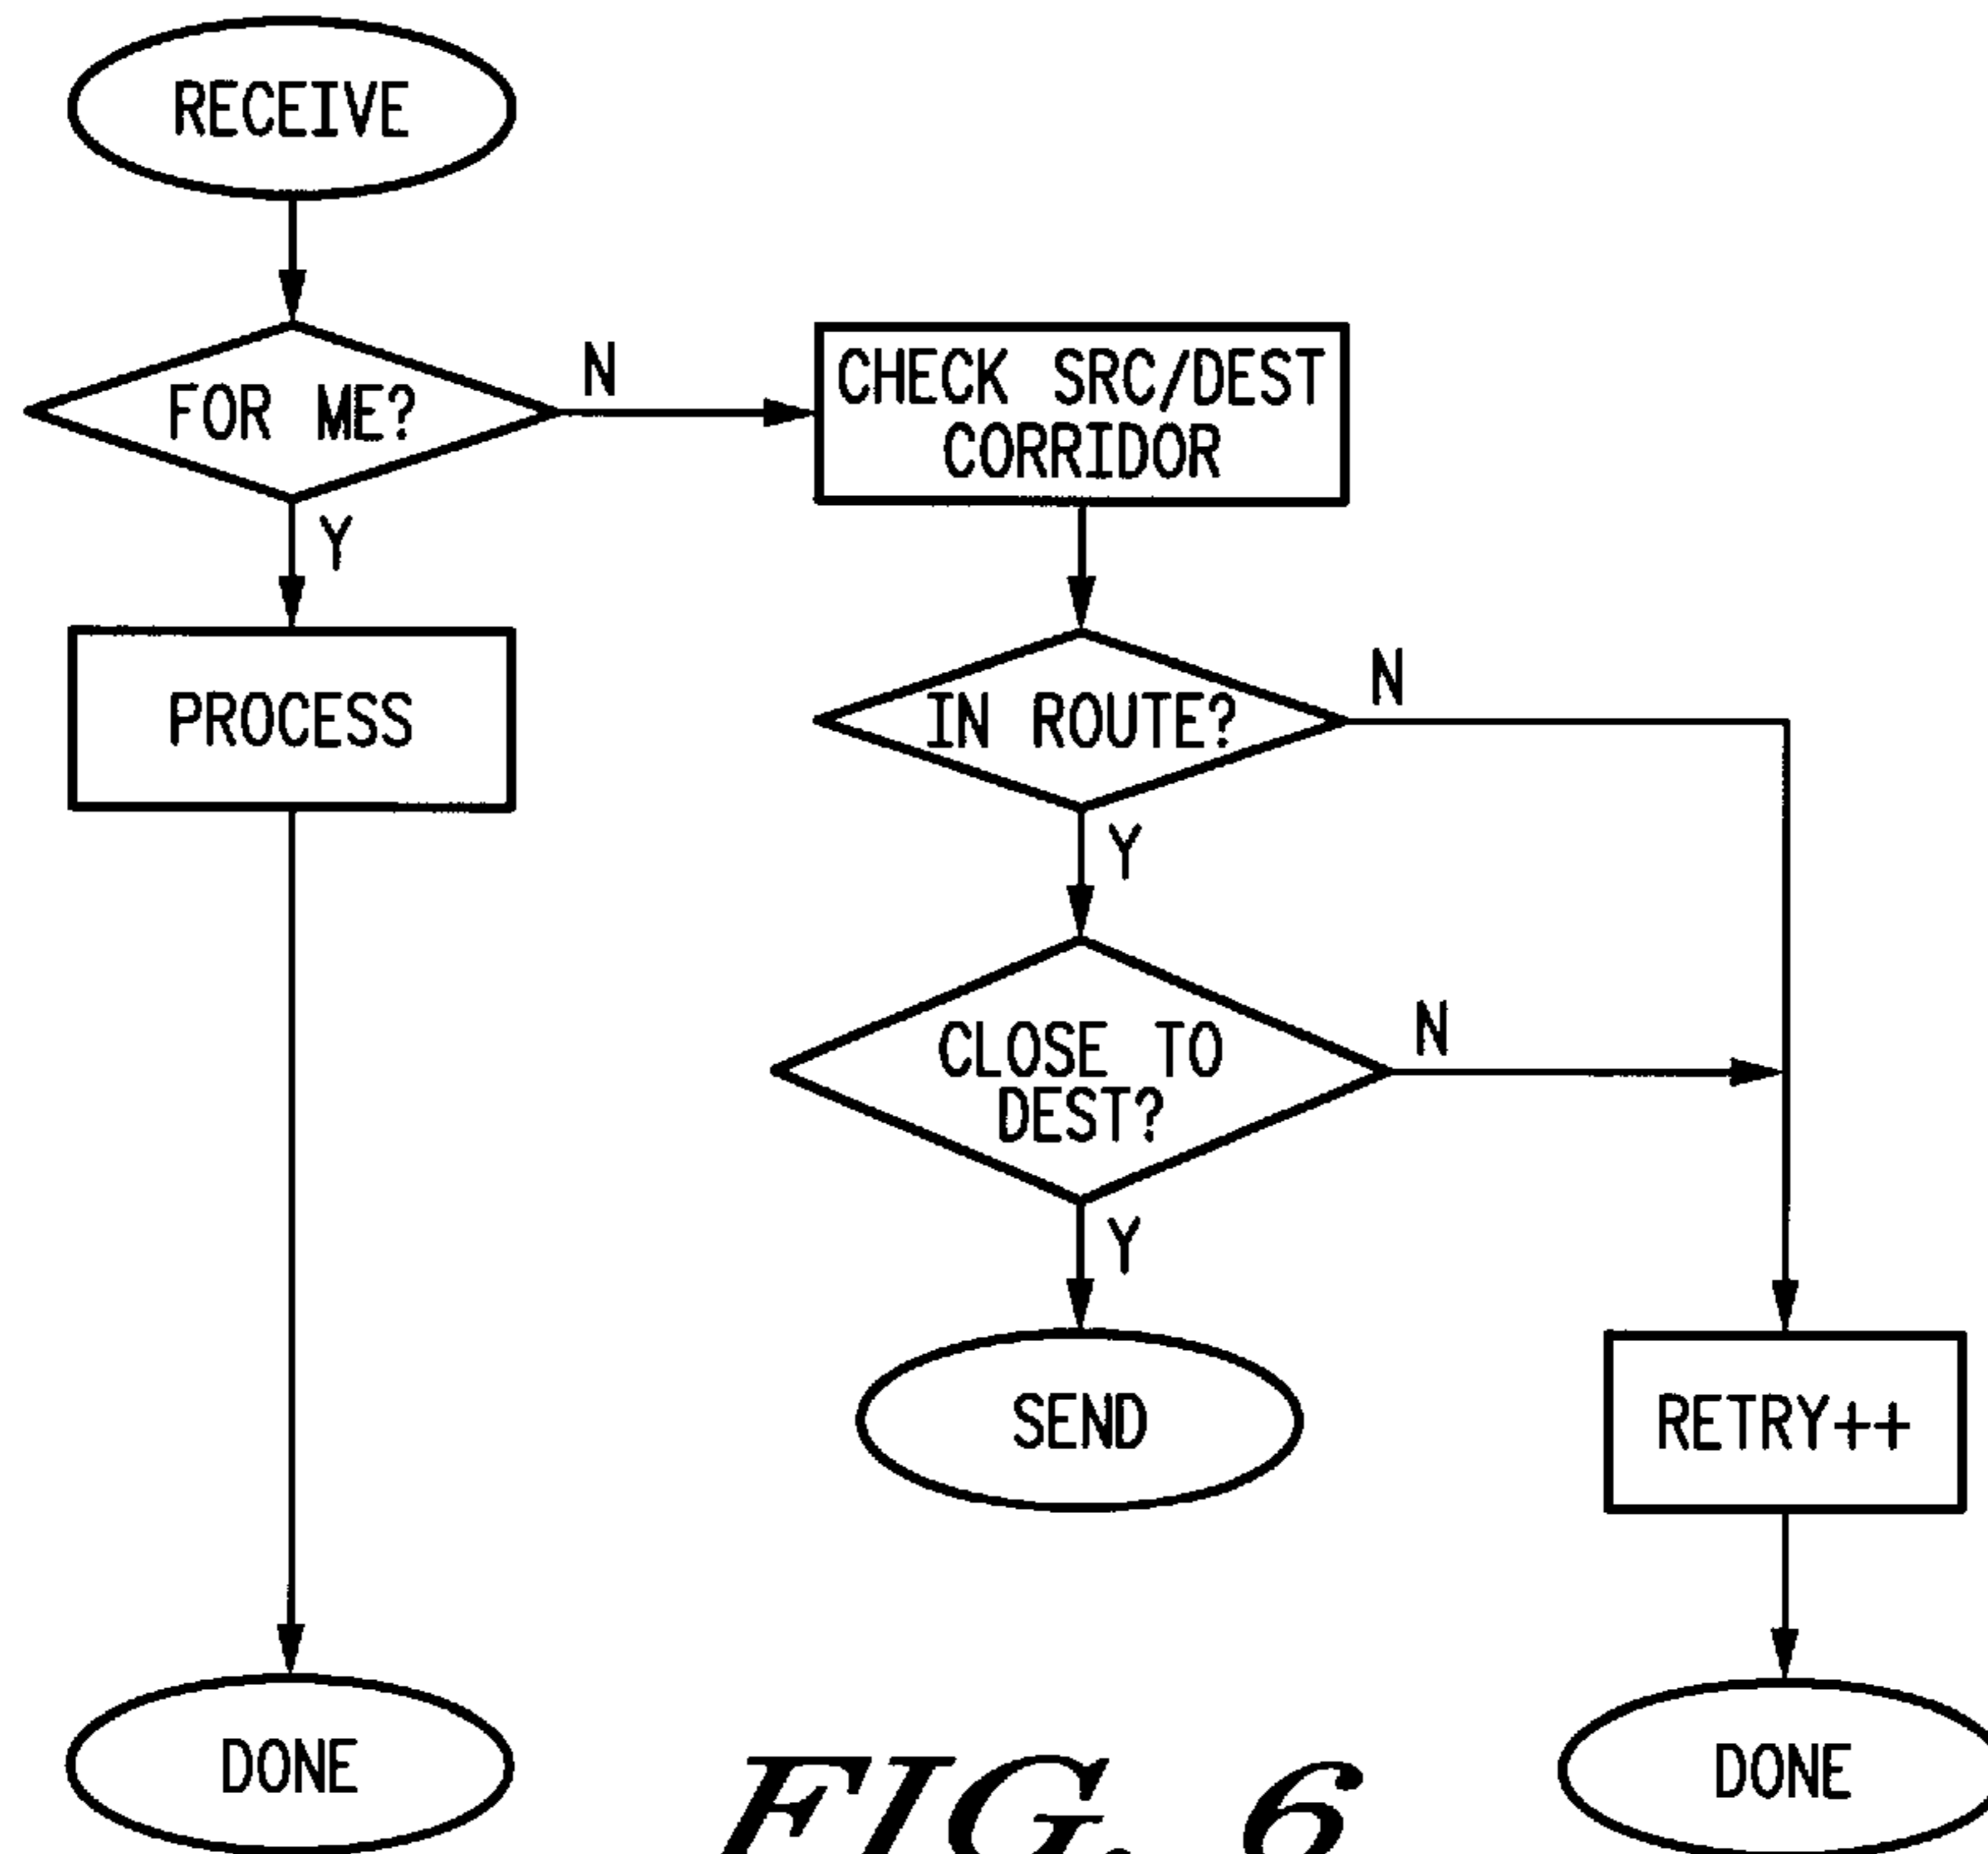 RECEIVE
FOR ME?
N
Y
PROCESS
DONE
CHECK SRC/DEST
CORRIDOR
IN ROUTE?
N
Y
CLOSE TO
DEST?
N
Y
SEND
RETRY++
DONE
FIG. 6